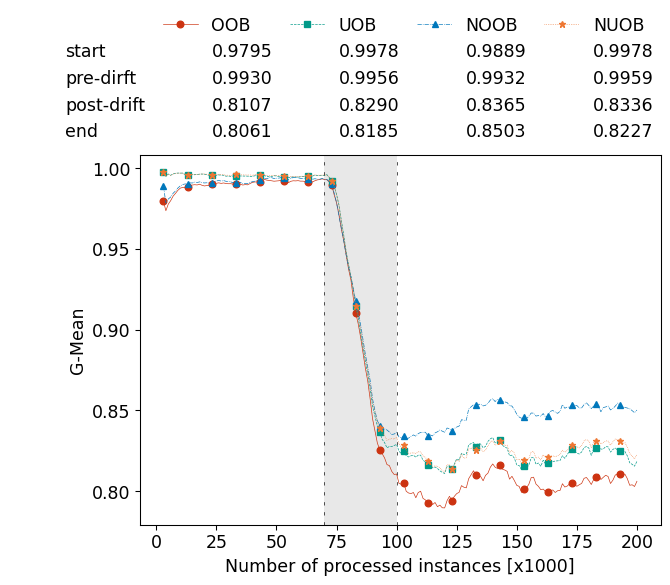 OOB UOB NOOB NUOB
start 0.9795 0.9978 0.9889 0.9978
pre-dirft 0.9930 0.9956 0.9932 0.9959
post-drift 0.8107 0.8290 0.8365 0.8336
end 0.8061 0.8185 0.8503 0.8227
1.00
0.95
0.90
0.85
0.80
G-Mean
0 25 50 75 100 125 150 175 200
Number of processed instances [x1000]